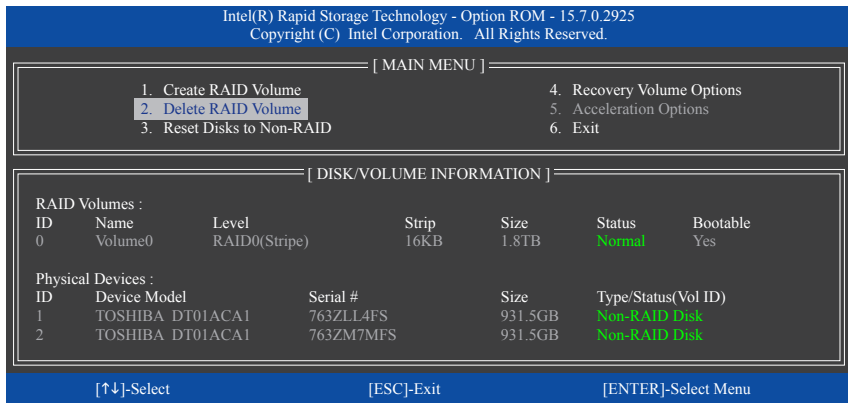 Intel(R) Rapid Storage Technology - Option ROM - 15.7.0.2925
Copyright (C) Intel Corporation. All Rights Reserved.
[ MAIN MENU ]
1. Create RAID Volume 4. Recovery Volume Options
2. Delete RAID Volume 5. Acceleration Options
3. Reset Disks to Non-RAID 6. Exit
[ DISK/VOLUME INFORMATION ]
RAID Volumes :
ID Name Level Strip Size Status Bootable
0 Volume0 RAID0(Stripe) 16KB 1.8TB Normal Yes
Physical Devices :
ID Device Model Serial # Size Type/Status(Vol ID)
1 TOSHIBA DT01ACA1 763ZLL4FS 931.5GB Non-RAID Disk
2 TOSHIBA DT01ACA1 763ZM7MFS 931.5GB Non-RAID Disk
[↑↓]-Select [ESC]-Exit [ENTER]-Select Menu